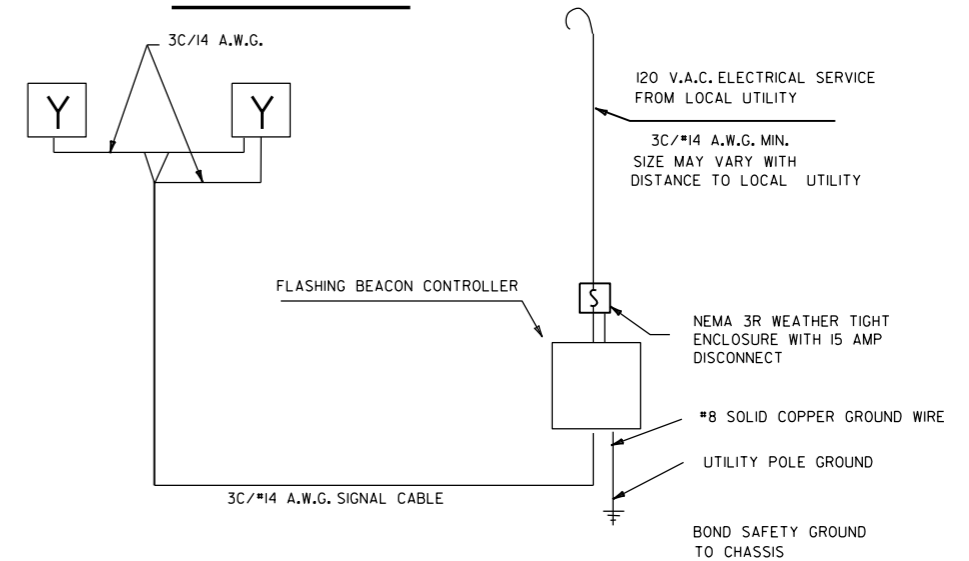 3C/14 A.W.G.
Y
Y
120 V.A.C. ELECTRICAL SERVICE
FROM LOCAL UTILITY
3C/#14 A.W.G. MIN.
SIZE MAY VARY WITH
DISTANCE TO LOCAL UTILITY
FLASHING BEACON CONTROLLER
S
NEMA 3R WEATHER TIGHT
ENCLOSURE WITH 15 AMP
DISCONNECT
#8 SOLID COPPER GROUND WIRE
UTILITY POLE GROUND
3C/#14 A.W.G. SIGNAL CABLE
BOND SAFETY GROUND
TO CHASSIS